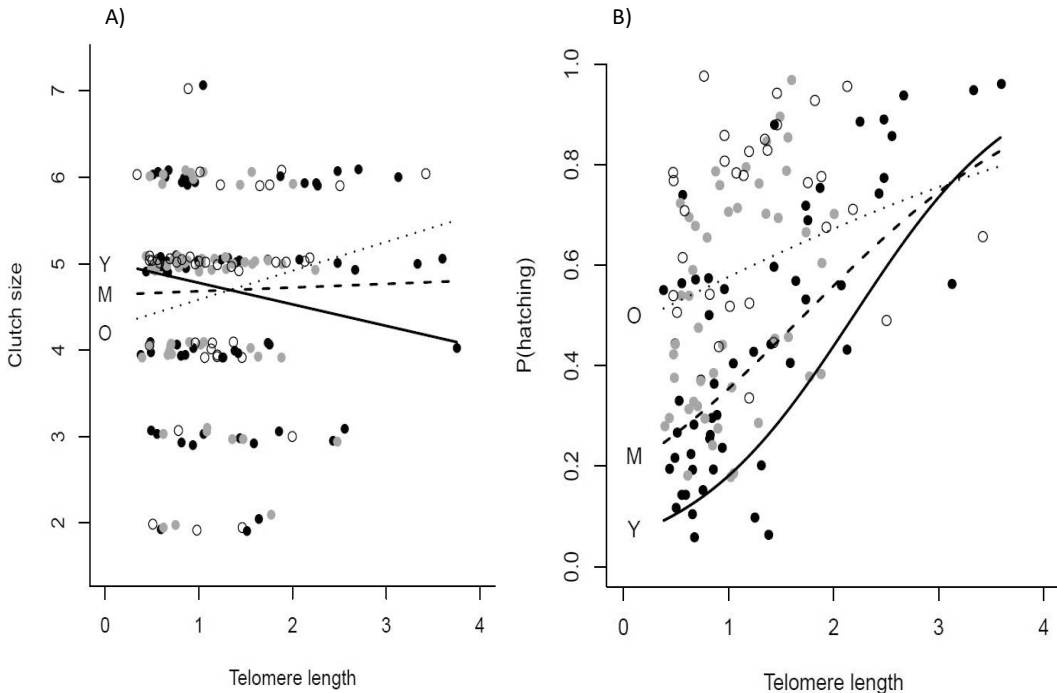 A)
Clutch size
7
6
5
4
3
2
Y
M
O
0 1 2 3 4
Telomere length
B)
P(hatching)
1.0
0.8
0.6
0.4
0.2
0.0
O
M
Y
0 1 2 3 4
Telomere length